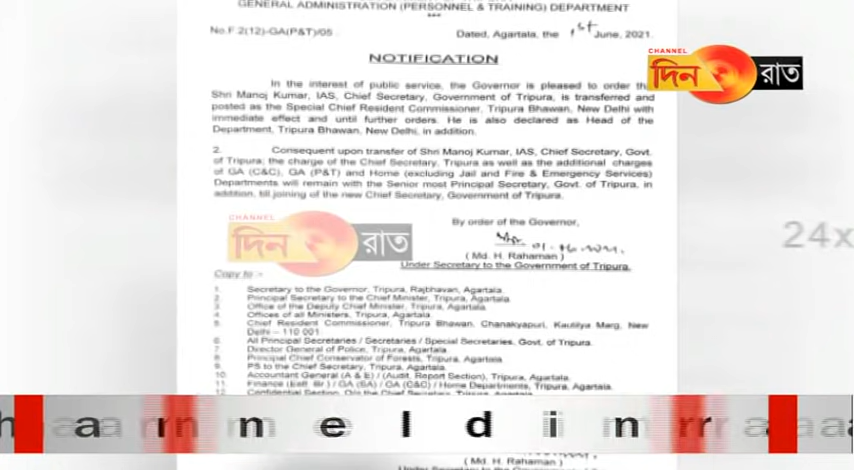 GENERAL ADMINISTRATION (PERSONNEL & TRAINING) DEPARTMENT
***
No.F.2(12)-GA(P&T)/05
Dated, Agartala, the 1st June, 2021.
NOTIFICATION
CHANNEL
দিন রাত
In the interest of public service, the Governor is pleased to order
Shri Manoj Kumar, IAS, Chief Secretary, Government of Tripura, is transferred and
posted as the Special Chief Resident Commissioner, Tripura Bhawan, New Delhi with
immediate effect and until further orders. He is also declared as Head of the
Department, Tripura Bhawan, New Delhi, in addition.
2. Consequent upon transfer of Shri Manoj Kumar, IAS, Chief Secretary, Govt.
of Tripura; the charge of the Chief Secretary, Tripura as well as the additional charges
of GA (C&C), GA (P&T) and Home (excluding Jail and Fire & Emergency Services)
Departments will remain with the Senior most Principal Secretary, Govt. of Tripura, in
addition, till joining of the new Chief Secretary, Government of Tripura.
24x
By order of the Governor,
CHANNEL
দিন রাত
( Md. H. Rahaman )
Under Secretary to the Government of Tripura.
Copy to :-
1. Secretary to the Governor, Tripura, Rajbhavan, Agartala.
2. Principal Secretary to the Chief Minister, Tripura, Agartala.
3. Office of the Deputy Chief Minister, Tripura, Agartala.
4. Offices of all Ministers, Tripura, Agartala.
5. Chief Resident Commissioner, Tripura Bhawan, Chanakyapuri, Kautilya Marg, New
Delhi – 110 001.
6. All Principal Secretaries / Secretaries / Special Secretaries, Govt. of Tripura.
7. Director General of Police, Tripura, Agartala.
8. Principal Chief Conservator of Forests, Tripura, Agartala
9. PS to the Chief Secretary, Tripura, Agartala.
10. Accountant General (A & E) / (Audit, Report Section), Tripura, Agartala.
11. Finance (Estt. Br.) / GA (SA) / GA (C&C) / Home Departments, Tripura, Agartala.
12. Confidential Section, O/o the Chief Secretary, Tripura, Agartala.
( Md. H. Rahaman )